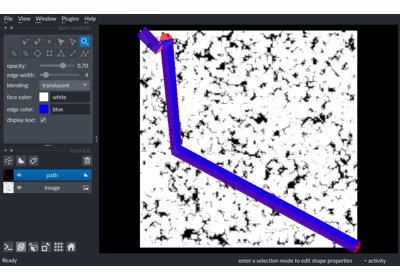 File View Window Plugins Help
layer controls
opacity: 0.70
edge width: 4
blending: translucent
face color: white
edge color: blue
display text:
layer list
path
Image
Ready
enter a selection mode to edit shape properties
activity